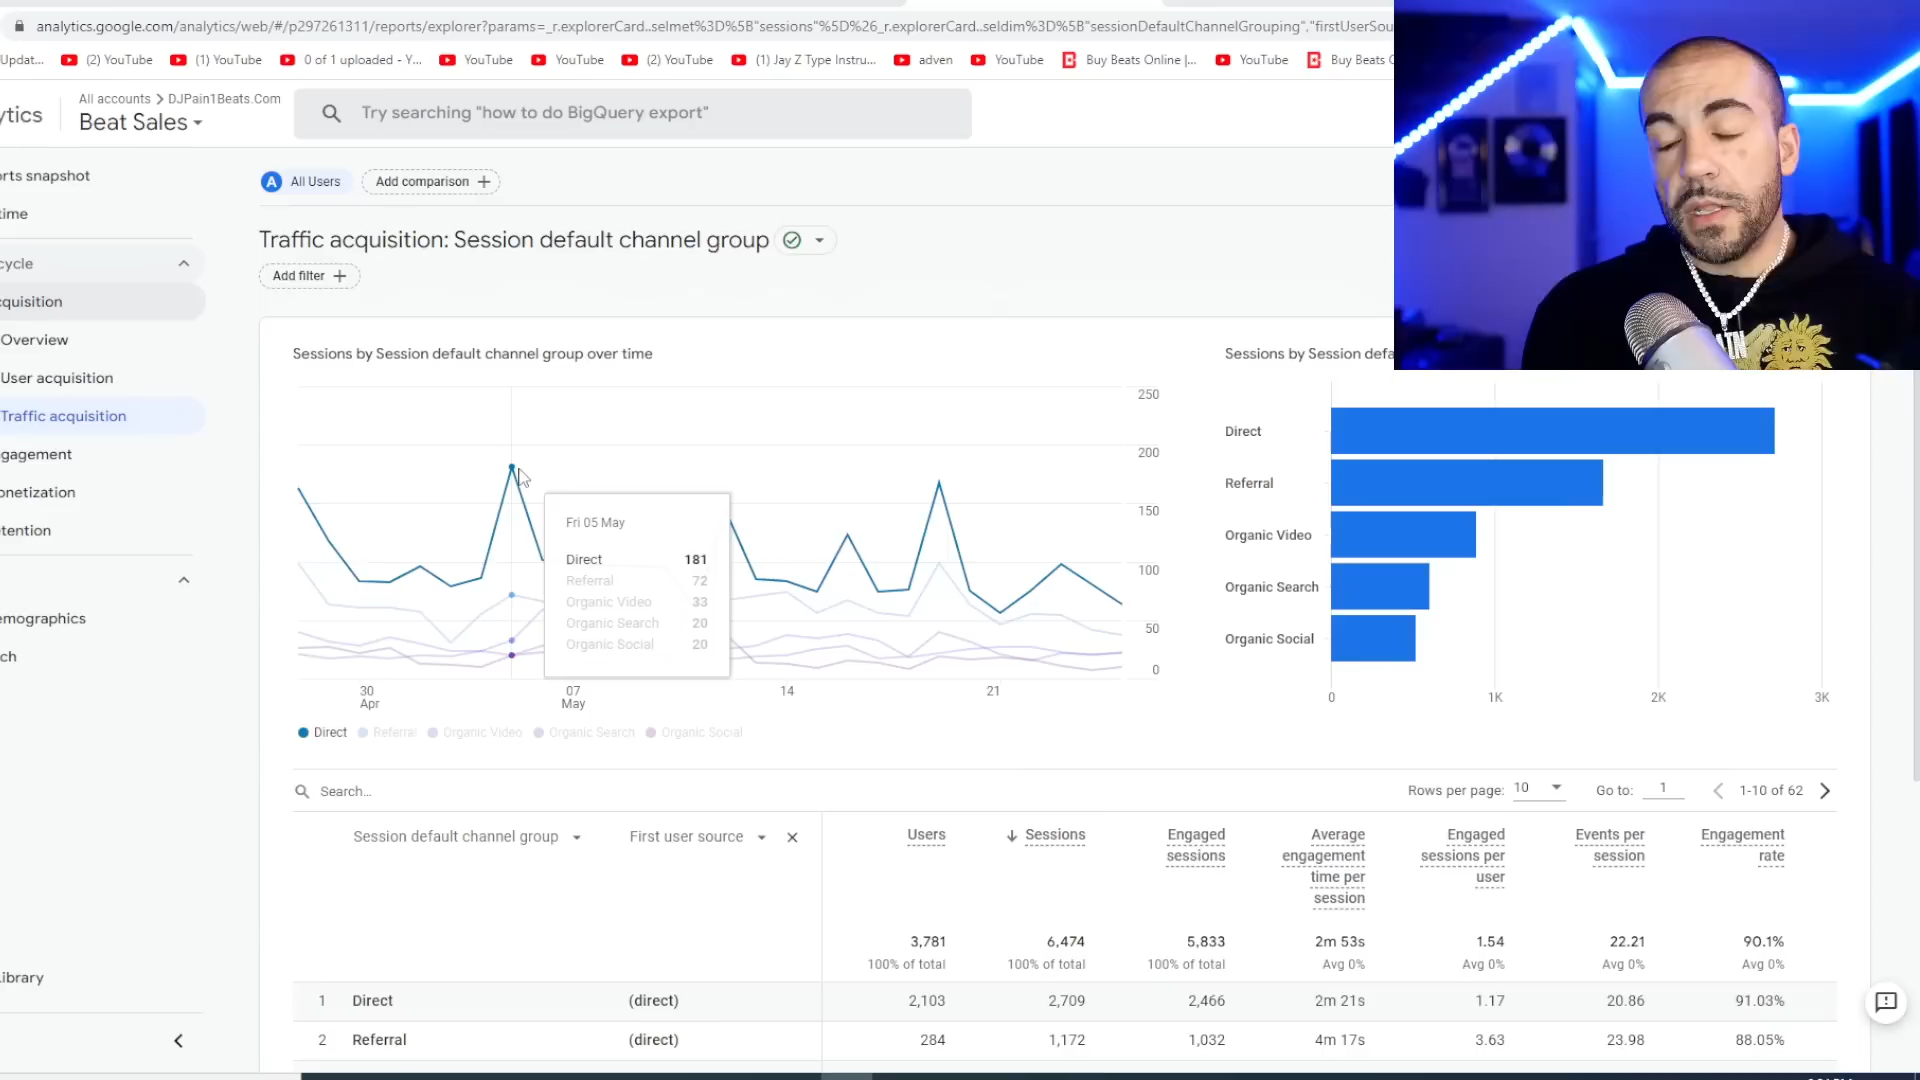 analytics.google.com/analytics/web/#/p297261311/reports/explorer?params=_r.explorerCard..selmet%3D%5B"sessions"%5D%26_r.explorerCard..seldim%3D%5B"sessionDefaultChannelGrouping","firstUserSou
Updat... (2) YouTube (1) YouTube 0 of 1 uploaded - Y... YouTube YouTube (2) YouTube (1) Jay Z Type Instru... adven YouTube Buy Beats Online |... YouTube Buy Beats
ytics
All accounts > DJPain1Beats.Com
Beat Sales
Try searching "how to do BigQuery export"
orts snapshot
time
cycle
cquisition
Overview
User acquisition
Traffic acquisition
gagement
onetization
tention
emographics
ch
ibrary
A All Users Add comparison +
Traffic acquisition: Session default channel group
Add filter +
Sessions by Session default channel group over time
250
200
150
100
50
0
30 Apr
07 May
14
21
Fri 05 May
Direct 181
Referral 72
Organic Video 33
Organic Search 20
Organic Social 20
Direct Referral Organic Video Organic Search Organic Social
Sessions by Session defa
Direct
Referral
Organic Video
Organic Search
Organic Social
0 1K 2K 3K
Search...
Rows per page: 10 Go to: 1 1-10 of 62
Session default channel group First user source Users Sessions Engaged sessions Average engagement time per session Engaged sessions per user Events per session Engagement rate
3,781 6,474 5,833 2m 53s 1.54 22.21 90.1%
100% of total 100% of total 100% of total Avg 0% Avg 0% Avg 0% Avg 0%
1 Direct (direct) 2,103 2,709 2,466 2m 21s 1.17 20.86 91.03%
2 Referral (direct) 284 1,172 1,032 4m 17s 3.63 23.98 88.05%